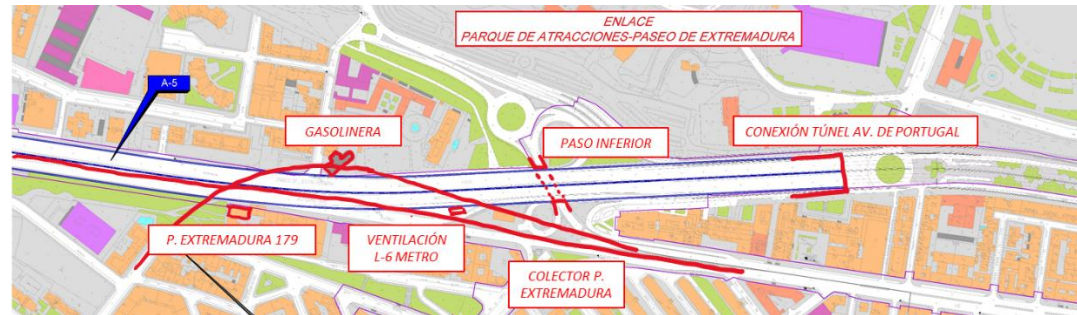 ENLACE
PARQUE DE ATRACCIONES-PASEO DE EXTREMADURA
A-5
GASOLINERA
PASO INFERIOR
CONEXIÓN TÚNEL AV. DE PORTUGAL
P. EXTREMADURA 179
VENTILACIÓN
L-6 METRO
COLECTOR P.
EXTREMADURA